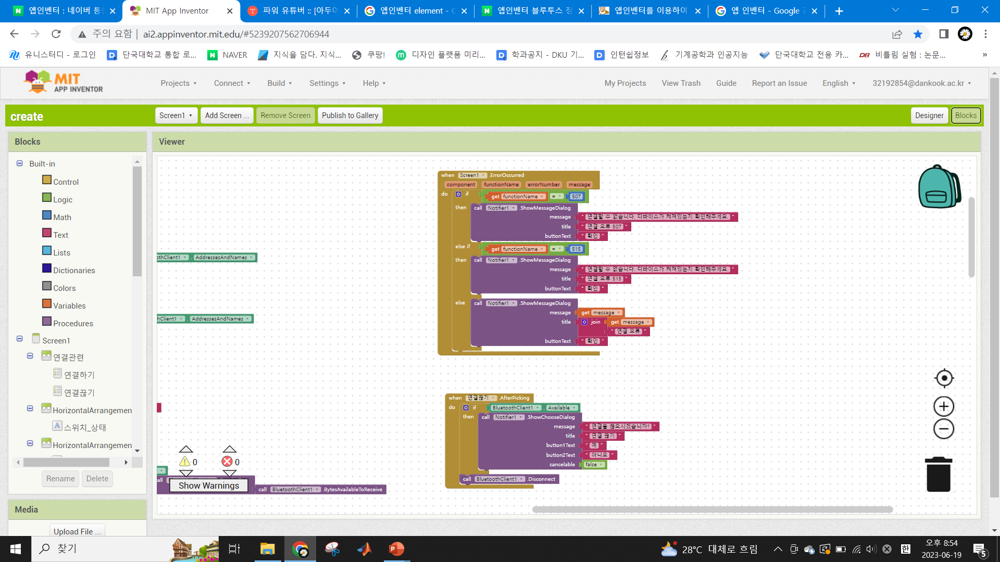 앱인벤터 : 네이버 통합
MIT App Inventor
파워 유튜버 :: [아두이
앱인벤터 element - G
앱인벤터 블루투스 정
앱인벤터를 이용하여
앱 인벤터 - Google 검
주의 요함 | ai2.appinventor.mit.edu/#5239207562706944
유니스터디 - 로그인
단국대학교 통합 로...
NAVER
지식을 담다. 지식...
쿠팡!
디자인 플랫폼 미리...
학과공지 - DKU 기...
인턴쉽정보
기계공학과 인공지능
단국대학교 전용 카...
DB 비틀림 실험 : 논문...
»
MIT
APP INVENTOR
Projects
Connect
Build
Settings
Help
My Projects
View Trash
Guide
Report an Issue
English
32192854@dankook.ac.kr
create
Screen1
Add Screen ...
Remove Screen
Publish to Gallery
Designer
Blocks
Blocks
Built-in
Control
Logic
Math
Text
Lists
Dictionaries
Colors
Variables
Procedures
Screen1
연결관련
연결하기
연결끊기
HorizontalArrangemen
스위치_상태
HorizontalArrangemen
Rename
Delete
Media
Upload File ...
Viewer
othClient1 . AddressesAndNames
hClient1 . AddressesAndNames
when Screen1 .ErrorOccurred
component functionName errorNumber message
do if get functionName = 507
then call Notifier1 .ShowMessageDialog
message " 연결할 수 없습니다. 디바이스가 켜져있는지 확인해주세요. "
title " 연결 오류 507 "
buttonText " 확인 "
else if get functionName = 515
then call Notifier1 .ShowMessageDialog
message " 연결할 수 없습니다. 디바이스가 켜져있는지 확인해주세요. "
title " 연결 오류 515 "
buttonText " 확인 "
else call Notifier1 .ShowMessageDialog
message get message
title join get message
" 연결 오류 "
buttonText " 확인 "
when 연결끊기 .AfterPicking
do if BluetoothClient1 . Available
then call Notifier1 .ShowChooseDialog
message " 연결을 끊으시겠습니까? "
title " 연결 끊기 "
button1Text " 예 "
button2Text " 아니오 "
cancelable false
call BluetoothClient1 .Disconnect
0
0
Show Warnings
call BluetoothClient1 .BytesAvailableToReceive
찾기
28°C 대체로 흐림
한
오후 8:54
2023-06-19
5